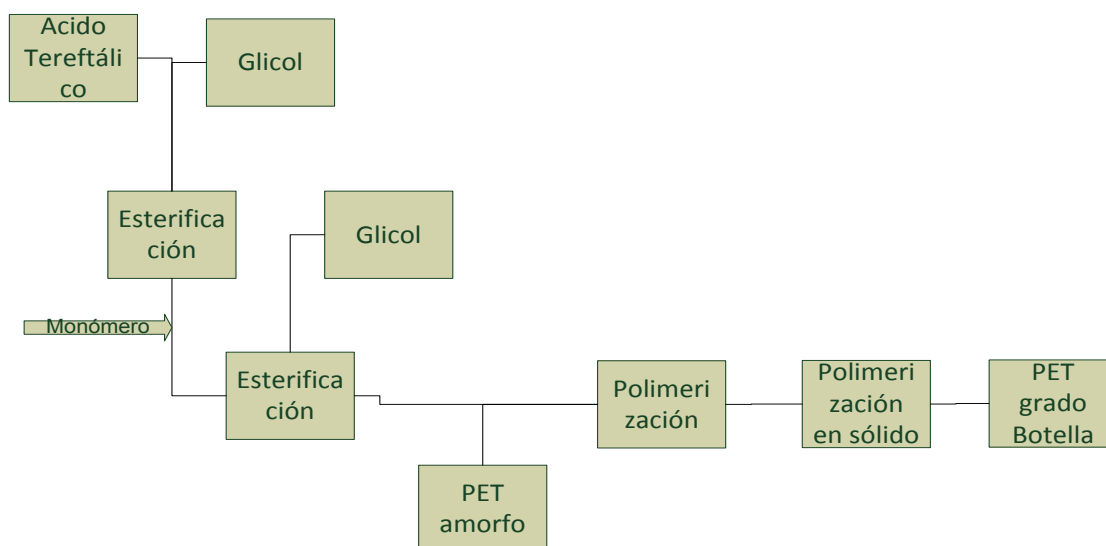 Acido
Tereftáli
co
Glicol
Esterifica
ción
Glicol
Monómero
Esterifica
ción
Polimeri
zación
Polimeri
zación
en sólido
PET
grado
Botella
PET
amorfo